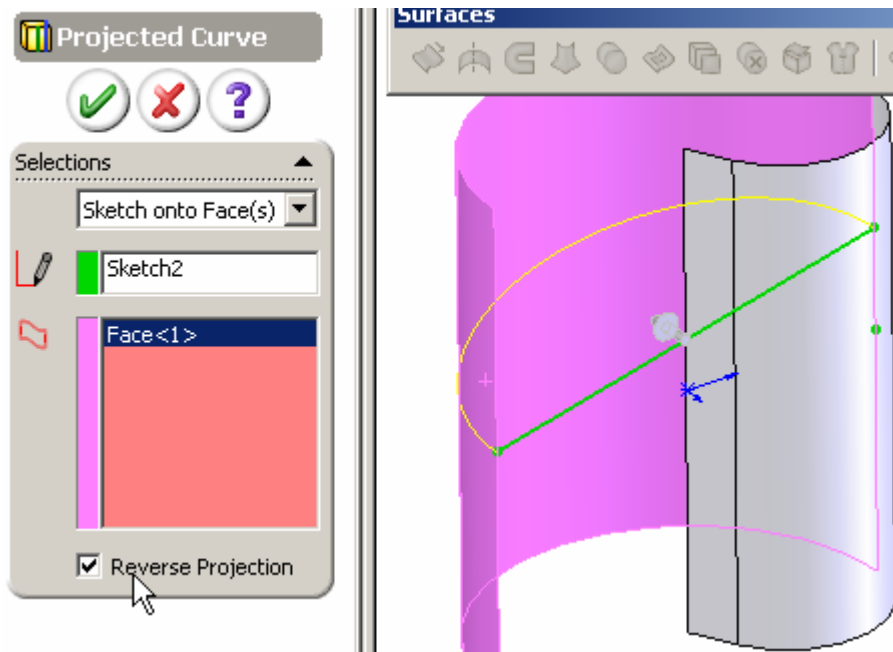 Projected Curve
Surfaces
?
Selections
Sketch onto Face(s)
Sketch2
Face<1>
Reverse Projection